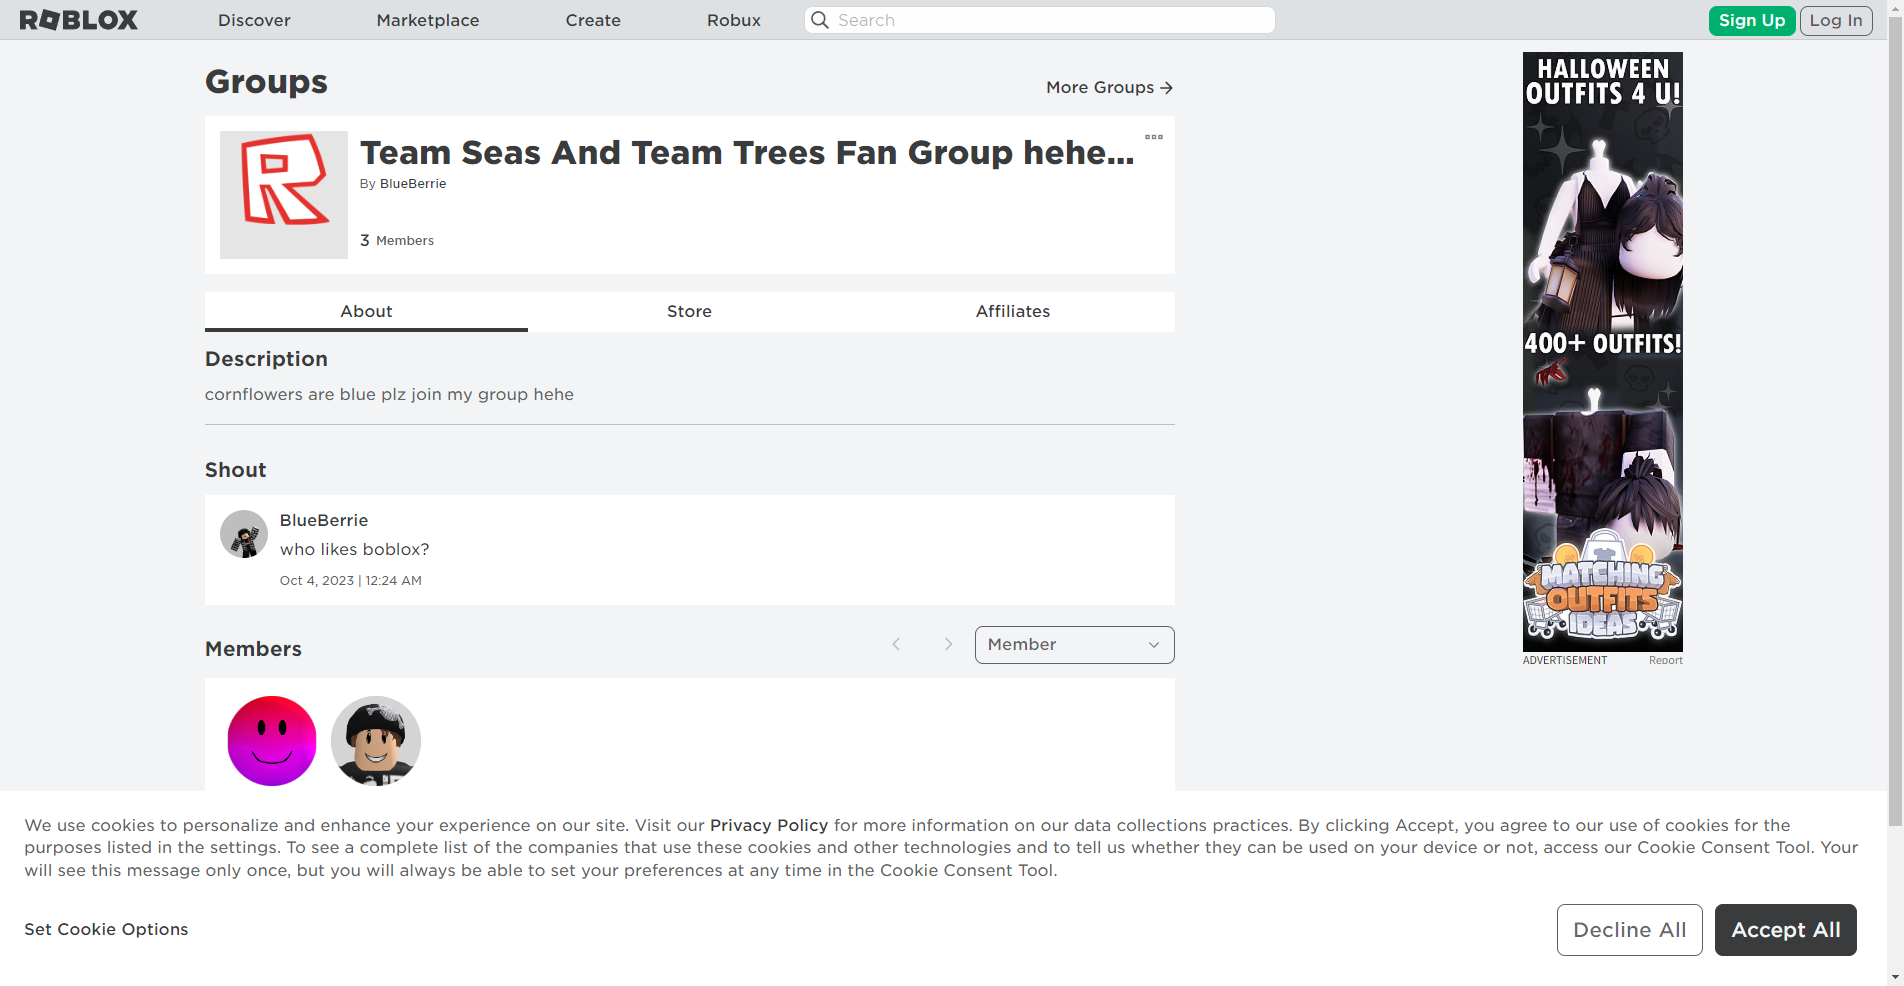 ROBLOX
Discover
Marketplace
Create
Robux
Search
Sign Up
Log In
Groups
More Groups
Team Seas And Team Trees Fan Group hehe...
By BlueBerrie
3 Members
About
Store
Affiliates
Description
cornflowers are blue plz join my group hehe
Shout
BlueBerrie
who likes boblox?
Oct 4, 2023 | 12:24 AM
Members
Member
HALLOWEEN
OUTFITS 4 U!
400+ OUTFITS!
MATCHING
OUTFITS
IDEAS
ADVERTISEMENT
Report
We use cookies to personalize and enhance your experience on our site. Visit our Privacy Policy for more information on our data collections practices. By clicking Accept, you agree to our use of cookies for the
purposes listed in the settings. To see a complete list of the companies that use these cookies and other technologies and to tell us whether they can be used on your device or not, access our Cookie Consent Tool. Your
will see this message only once, but you will always be able to set your preferences at any time in the Cookie Consent Tool.
Set Cookie Options
Decline All
Accept All